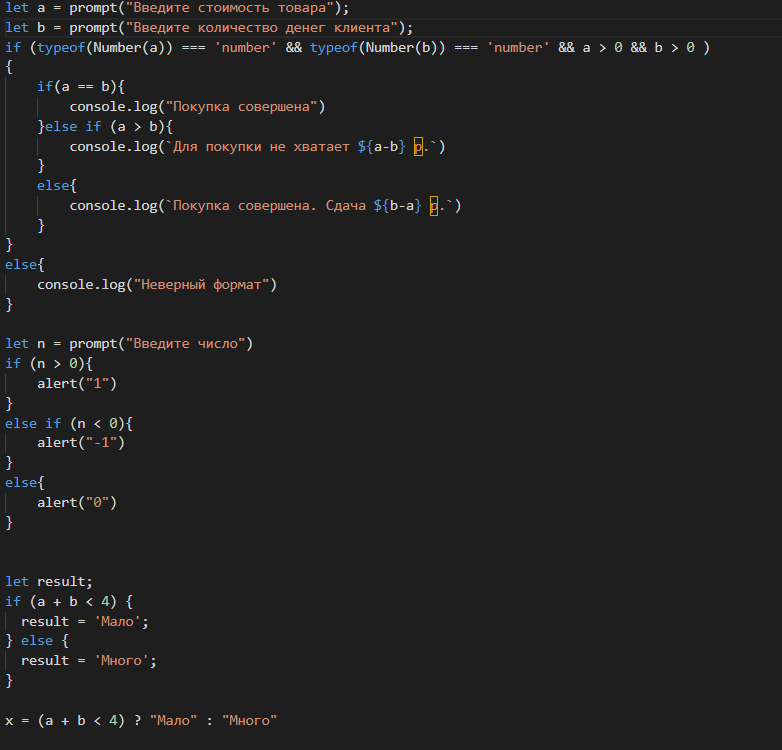 let a = prompt("Введите стоимость товара");
let b = prompt("Введите количество денег клиента");
if (typeof(Number(a)) === 'number' && typeof(Number(b)) === 'number' && a > 0 && b > 0 )
{
    if(a == b){
        console.log("Покупка совершена")
    }else if (a > b){
        console.log(`Для покупки не хватает ${a-b} р.`)
    }
    else{
        console.log(`Покупка совершена. Сдача ${b-a} р.`)
    }
}
else{
    console.log("Неверный формат")
}

let n = prompt("Введите число")
if (n > 0){
    alert("1")
}
else if (n < 0){
    alert("-1")
}
else{
    alert("0")
}


let result;
if (a + b < 4) {
  result = 'Мало';
} else {
  result = 'Много';
}

x = (a + b < 4) ? "Мало" : "Много"